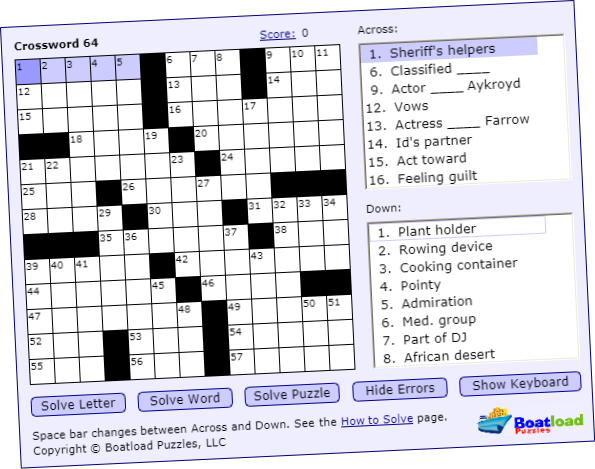 Crossword 64
Score: 0
1 2 3 4 5 6 7 8 9 10 11
12 13 14
15 16 17
18 19 20
21 22 23 24
25 26 27
28 29 30 31 32 33 34
35 36 37 38
39 40 41 42 43
44 45 46
47 48 49 50 51
52 53 54
55 56 57
Across:
1. Sheriff's helpers
6. Classified ____
9. Actor ____ Aykroyd
12. Vows
13. Actress ____ Farrow
14. Id's partner
15. Act toward
16. Feeling guilt
Down:
1. Plant holder
2. Rowing device
3. Cooking container
4. Pointy
5. Admiration
6. Med. group
7. Part of DJ
8. African desert
Solve Letter Solve Word Solve Puzzle Hide Errors Show Keyboard
Space bar changes between Across and Down. See the How to Solve page.
Copyright © Boatload Puzzles, LLC
Boatload
Puzzles